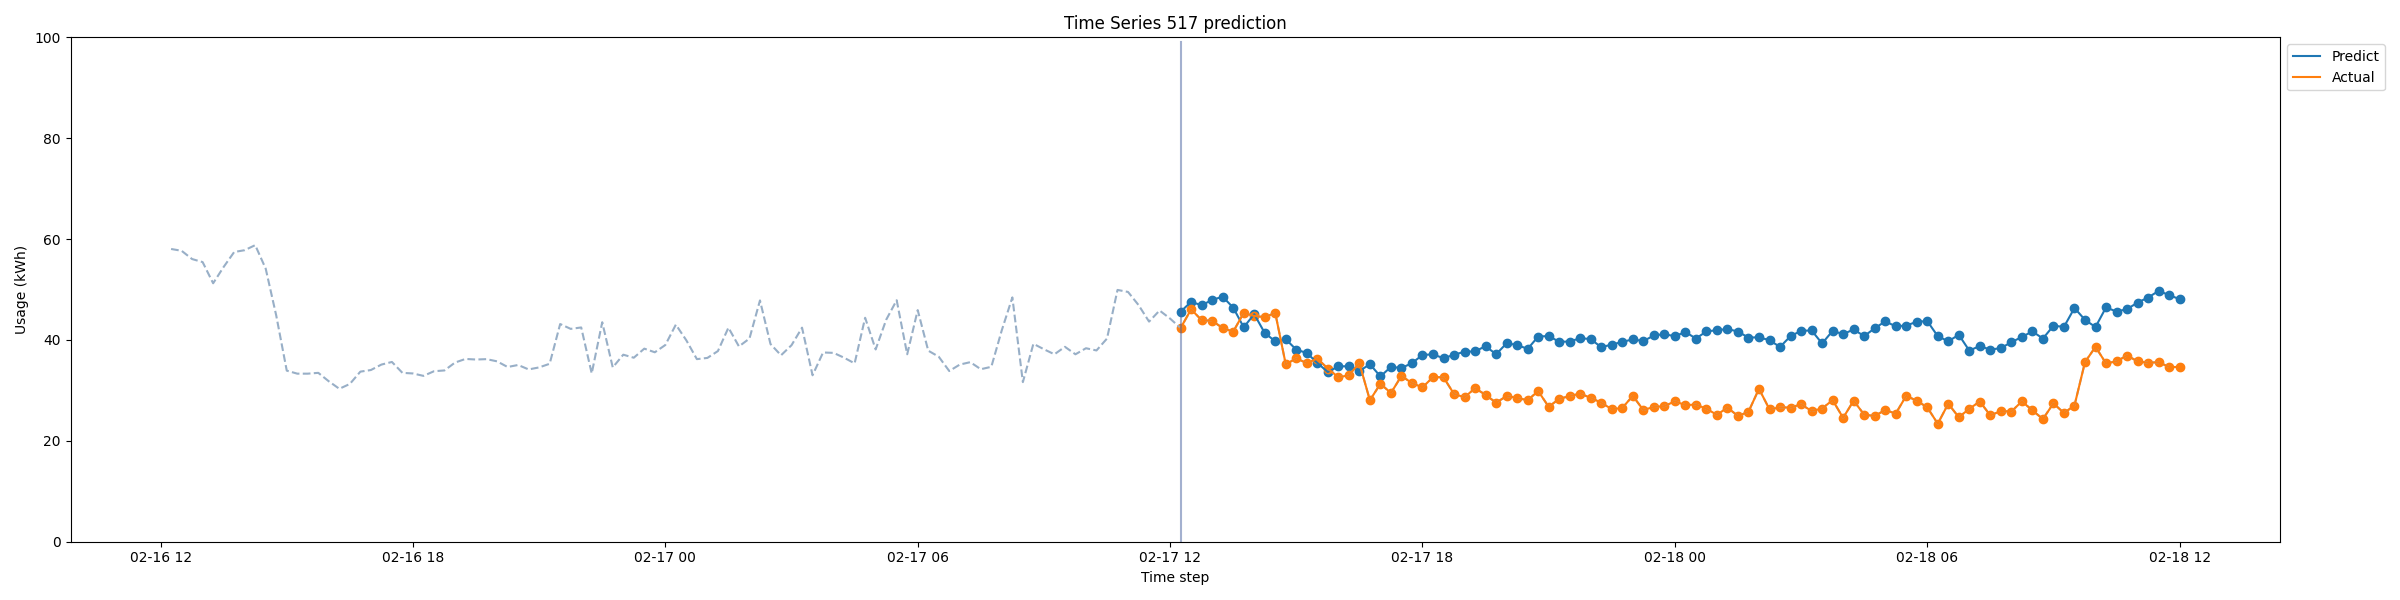 Time Series 517 prediction
Predict
Actual
Usage (kWh)
100
80
60
40
20
0
02-16 12 02-16 18 02-17 00 02-17 06 02-17 12 02-17 18 02-18 00 02-18 06 02-18 12
Time step